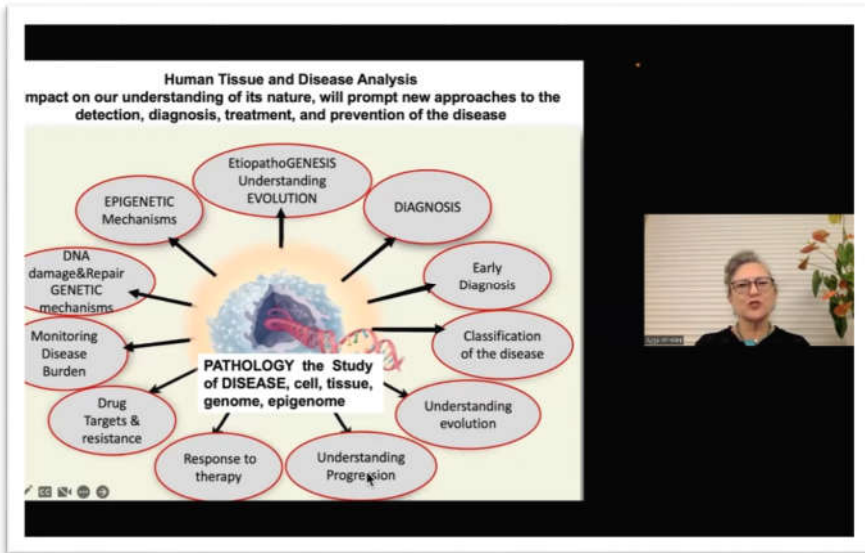 Human Tissue and Disease Analysis
mpact on our understanding of its nature, will prompt new approaches to the
detection, diagnosis, treatment, and prevention of the disease
EtiopathoGENESIS
Understanding
EVOLUTION
EPIGENETIC
Mechanisms
DIAGNOSIS
DNA
damage&Repair
GENETIC
mechanisms
Early
Diagnosis
Monitoring
Disease
Burden
Classification
of the disease
PATHOLOGY the Study
of DISEASE, cell, tissue,
genome, epigenome
Drug
Targets &
resistance
Understanding
evolution
Response to
therapy
Understanding
Progression
CC